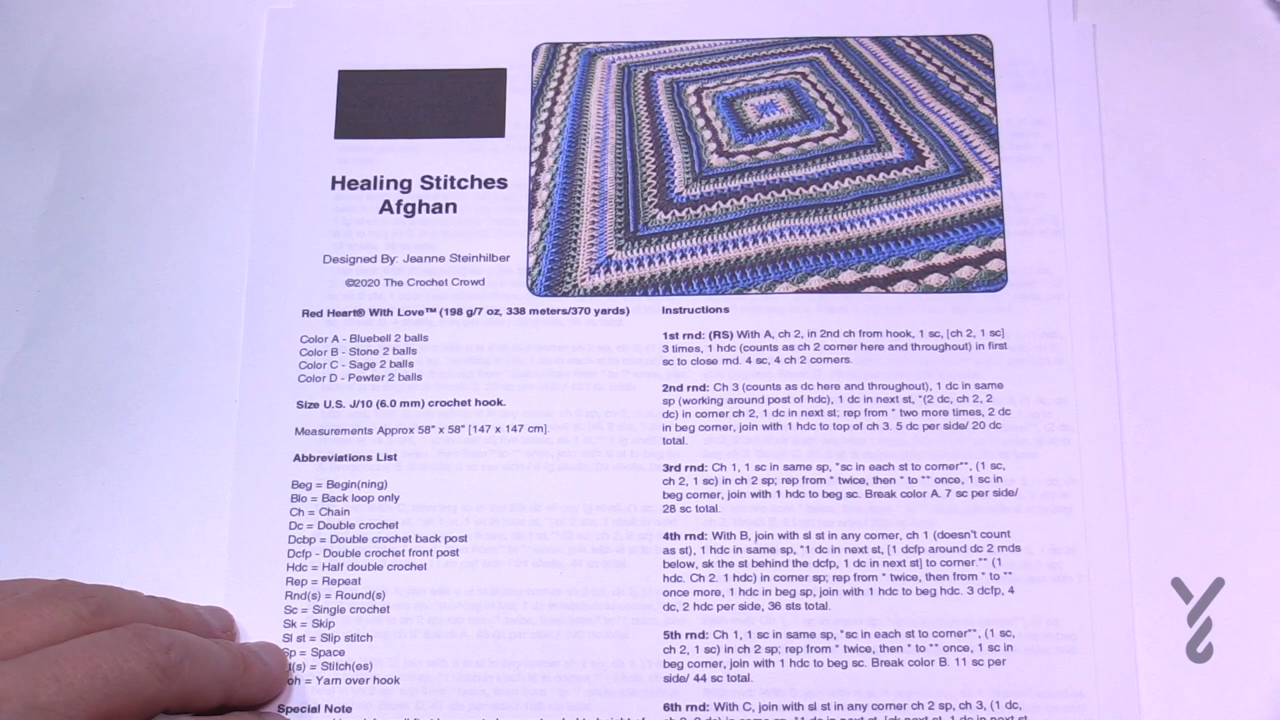 Healing Stitches
Afghan
Designed By: Jeanne Steinhilber
©2020 The Crochet Crowd
Red Heart® With Love™ (198 g/7 oz, 338 meters/370 yards)
Color A - Bluebell 2 balls
Color B - Stone 2 balls
Color C - Sage 2 balls
Color D - Pewter 2 balls
Size U.S. J/10 (6.0 mm) crochet hook.
Measurements Approx 58" x 58" [147 x 147 cm].
Abbreviations List
Beg = Begin(ning)
Blo = Back loop only
Ch = Chain
Dc = Double crochet
Dcbp = Double crochet back post
Dcfp - Double crochet front post
Hdc = Half double crochet
Rep = Repeat
Rnd(s) = Round(s)
Sc = Single crochet
Sk = Skip
Sl st = Slip stitch
Sp = Space
t(s) = Stitch(es)
oh = Yarn over hook
Special Note
Instructions
1st rnd: (RS) With A, ch 2, in 2nd ch from hook, 1 sc, [ch 2, 1 sc]
3 times, 1 hdc (counts as ch 2 corner here and throughout) in first
sc to close rnd. 4 sc, 4 ch 2 corners.
2nd rnd: Ch 3 (counts as dc here and throughout), 1 dc in same
sp (working around post of hdc), 1 dc in next st, *(2 dc, ch 2, 2
dc) in corner ch 2, 1 dc in next st; rep from * two more times, 2 dc
in beg corner, join with 1 hdc to top of ch 3. 5 dc per side/ 20 dc
total.
3rd rnd: Ch 1, 1 sc in same sp, *sc in each st to corner**, (1 sc,
ch 2, 1 sc) in ch 2 sp; rep from * twice, then * to ** once, 1 sc in
beg corner, join with 1 hdc to beg sc. Break color A. 7 sc per side/
28 sc total.
4th rnd: With B, join with sl st in any corner, ch 1 (doesn't count
as st), 1 hdc in same sp, *1 dc in next st, [1 dcfp around dc 2 rnds
below, sk the st behind the dcfp, 1 dc in next st] to corner.** (1
hdc. Ch 2. 1 hdc) in corner sp; rep from * twice, then from * to **
once more, 1 hdc in beg sp, join with 1 hdc to beg hdc. 3 dcfp, 4
dc, 2 hdc per side, 36 sts total.
5th rnd: Ch 1, 1 sc in same sp, *sc in each st to corner**, (1 sc,
ch 2, 1 sc) in ch 2 sp; rep from * twice, then * to ** once, 1 sc in
beg corner, join with 1 hdc to beg sc. Break color B. 11 sc per
side/ 44 sc total.
6th rnd: With C, join with sl st in any corner ch 2 sp, ch 3, (1 dc,